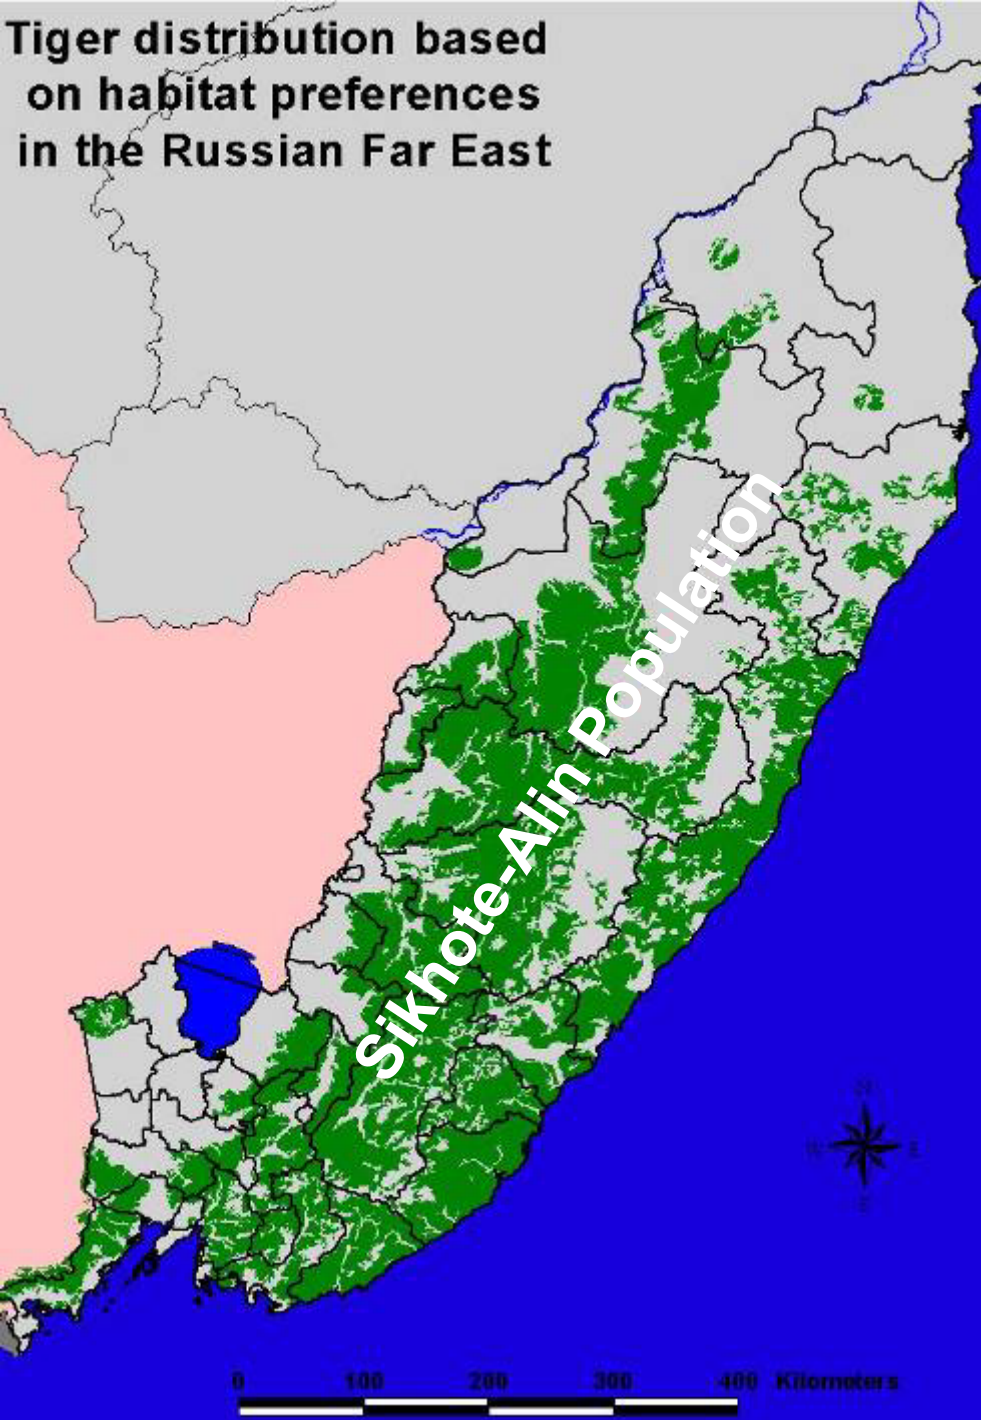 Tiger distribution based
on habitat preferences
in the Russian Far East
Sikhote-Alin Population
N
W E
0 100 200 300 400 Kilometers